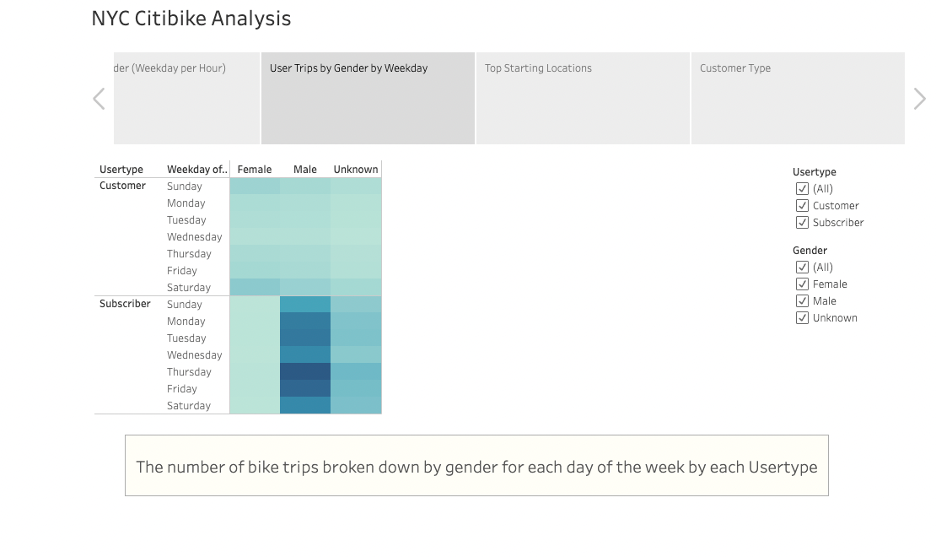 NYC Citibike Analysis
der (Weekday per Hour)
User Trips by Gender by Weekday
Top Starting Locations
Customer Type
Usertype Weekday of.. Female Male Unknown
Customer Sunday
Monday
Tuesday
Wednesday
Thursday
Friday
Saturday
Subscriber Sunday
Monday
Tuesday
Wednesday
Thursday
Friday
Saturday
Usertype
(All)
Customer
Subscriber
Gender
(All)
Female
Male
Unknown
The number of bike trips broken down by gender for each day of the week by each Usertype